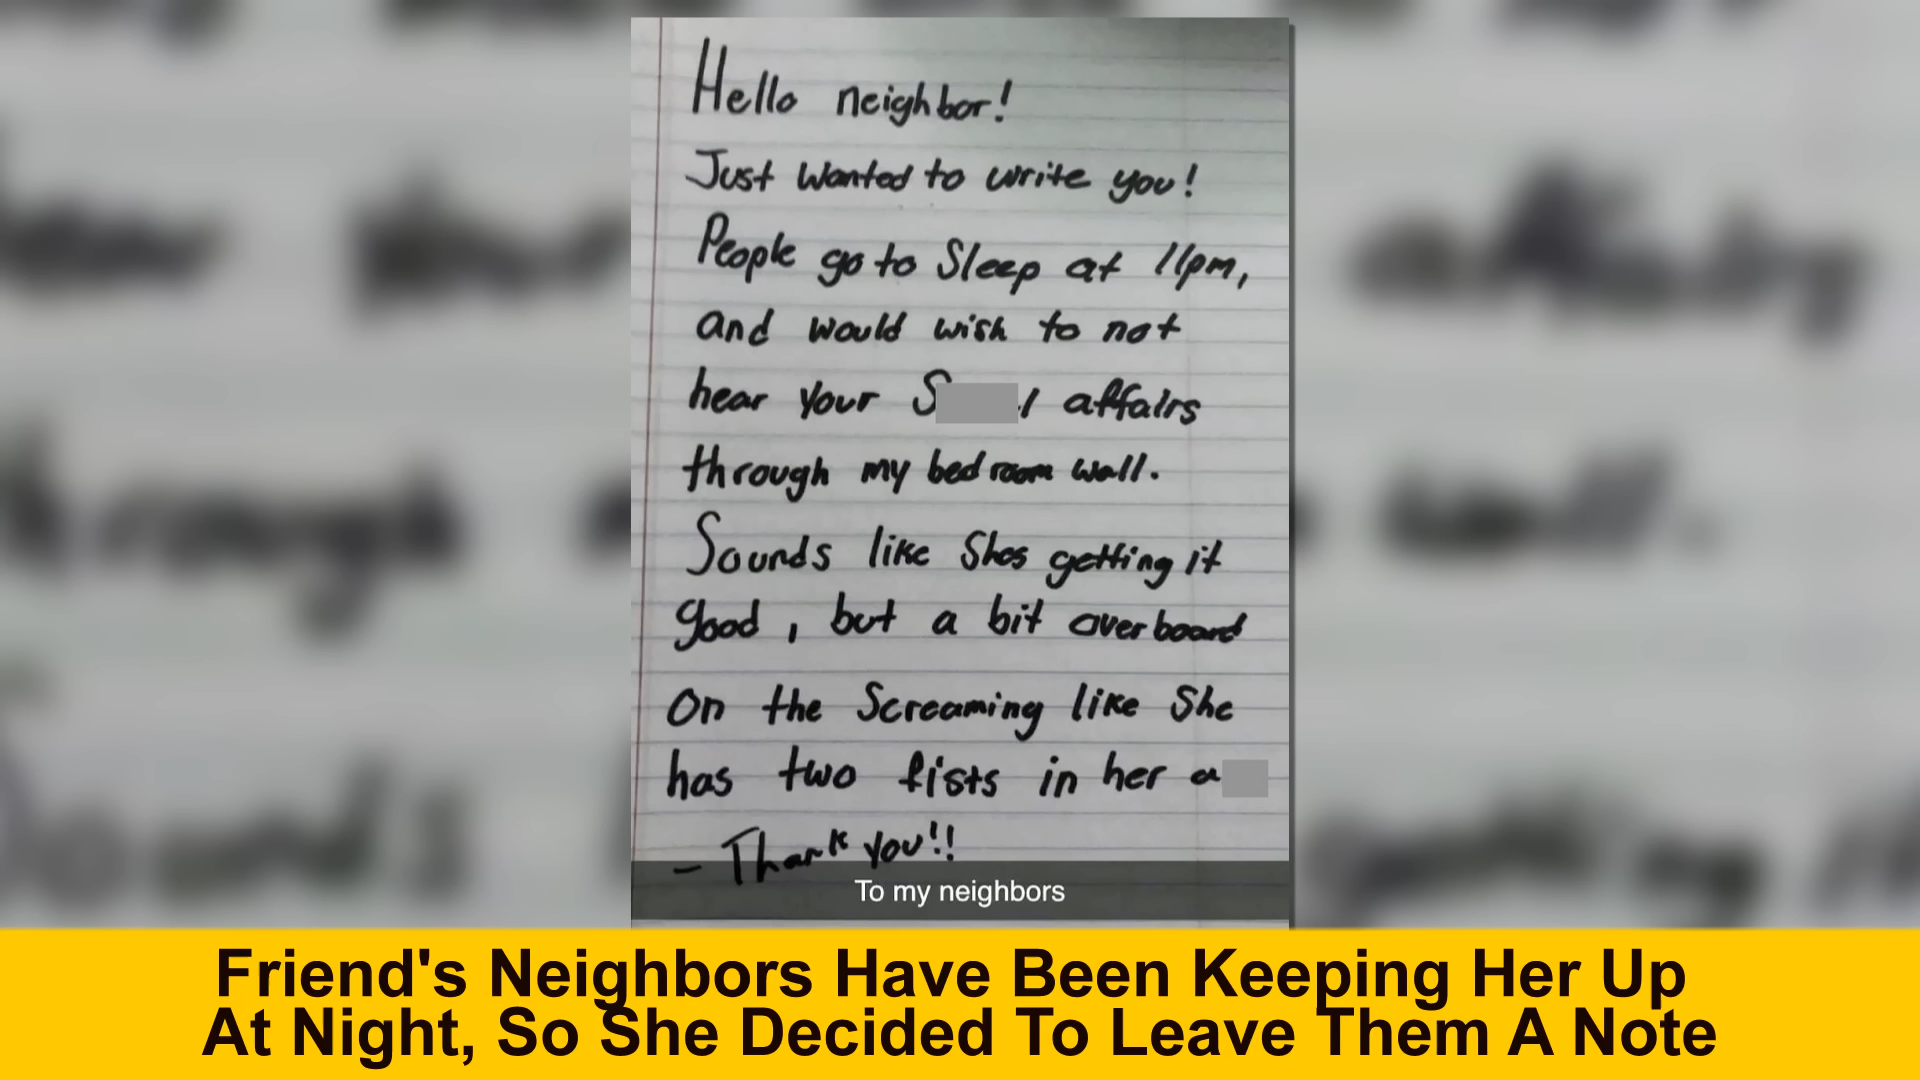 Hello neighbor!
Just wanted to write you!
People go to sleep at 11pm,
and would wish to not
hear your S l affairs
through my bedroom wall.
Sounds like Shes getting it
good, but a bit overboard
on the Screaming like She
has two fists in her a
- Thank you!!
To my neighbors
Friend's Neighbors Have Been Keeping Her Up
At Night, So She Decided To Leave Them A Note